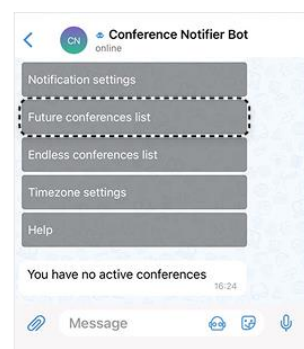 CN
Conference Notifier Bot
online
Notification settings
Future conferences list
Endless conferences list
Timezone settings
Help
You have no active conferences
16:24
Message